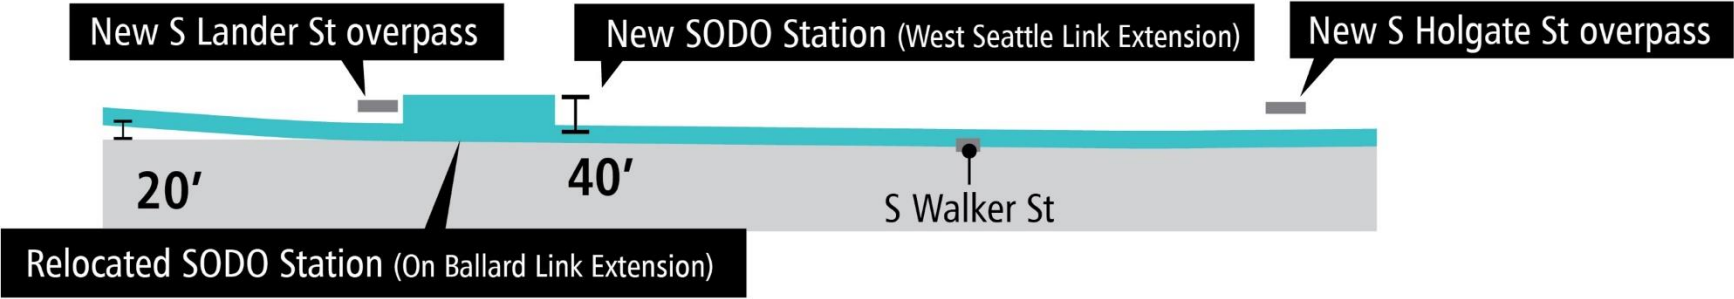 New S Lander St overpass
New SODO Station (West Seattle Link Extension)
New S Holgate St overpass
20’
40’
S Walker St
Relocated SODO Station (On Ballard Link Extension)